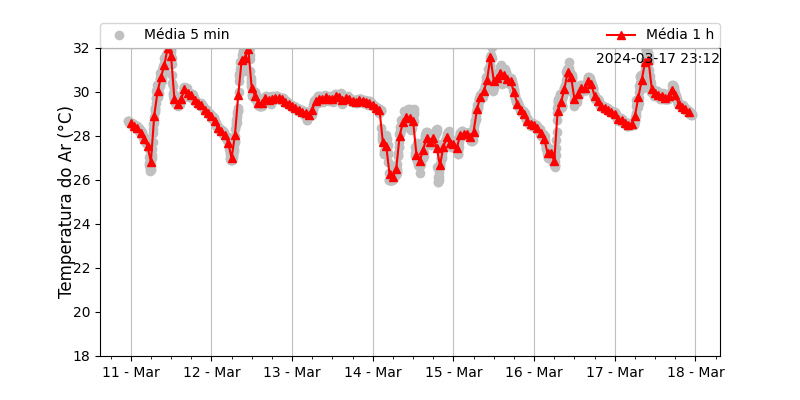 Média 5 min
Média 1 h
2024-03-17 23:12
Temperatura do Ar (°C)
32
30
28
26
24
22
20
18
11 - Mar
12 - Mar
13 - Mar
14 - Mar
15 - Mar
16 - Mar
17 - Mar
18 - Mar